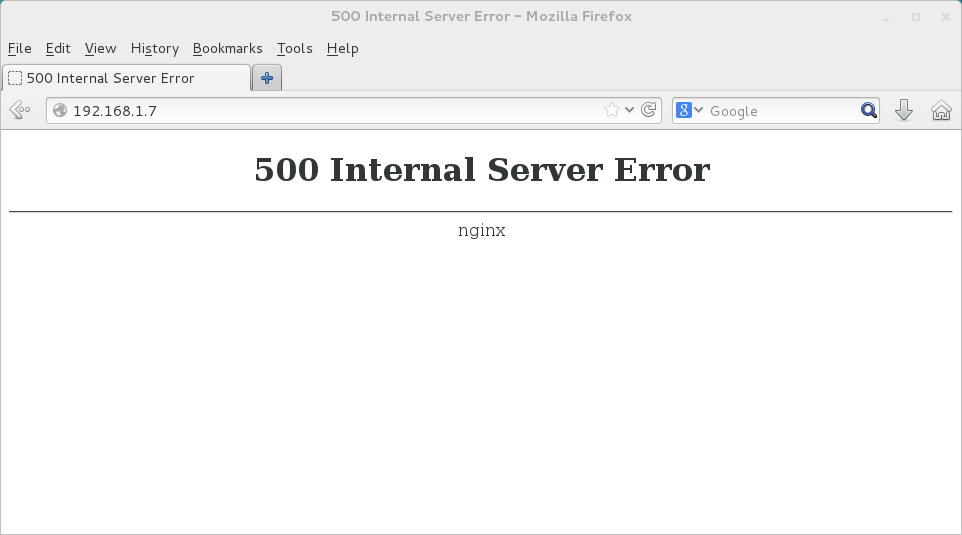 500 Internal Server Error - Mozilla Firefox
File Edit View History Bookmarks Tools Help
500 Internal Server Error
192.168.1.7
8 Google
500 Internal Server Error
nginx